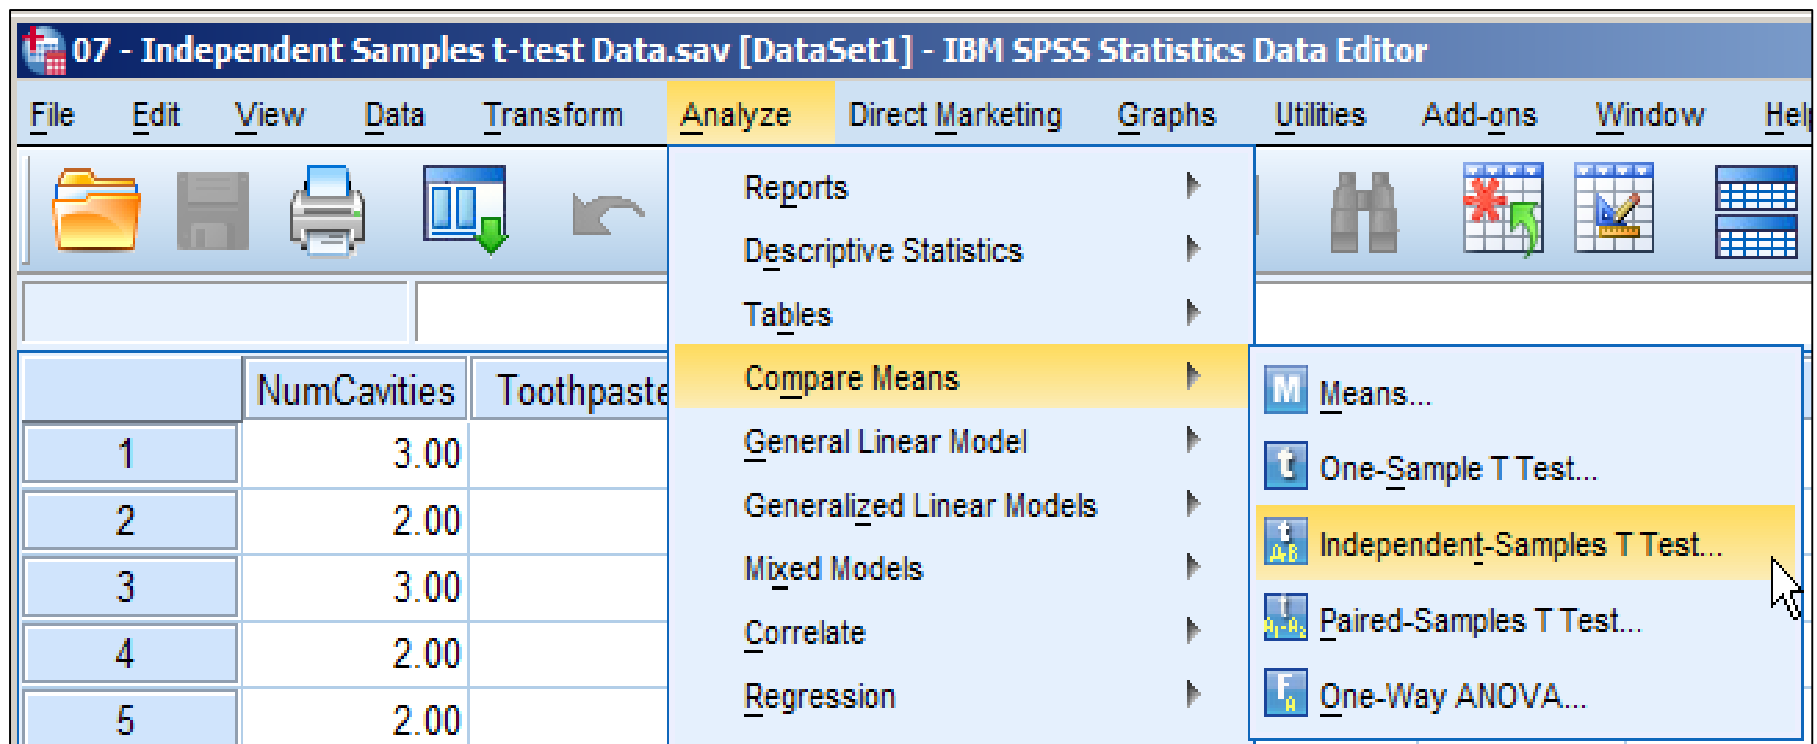 07 - Independent Samples t-test Data.sav [DataSet1] - IBM SPSS Statistics Data Editor
File Edit View Data Transform Analyze Direct Marketing Graphs Utilities Add-ons Window Hel
Reports
Descriptive Statistics
Tables
Compare Means
General Linear Model
Generalized Linear Models
Mixed Models
Correlate
Regression
M Means...
t One-Sample T Test...
t A-B Independent-Samples T Test...
t A1-A2 Paired-Samples T Test...
F A One-Way ANOVA...
NumCavities Toothpaste
1 3.00
2 2.00
3 3.00
4 2.00
5 2.00